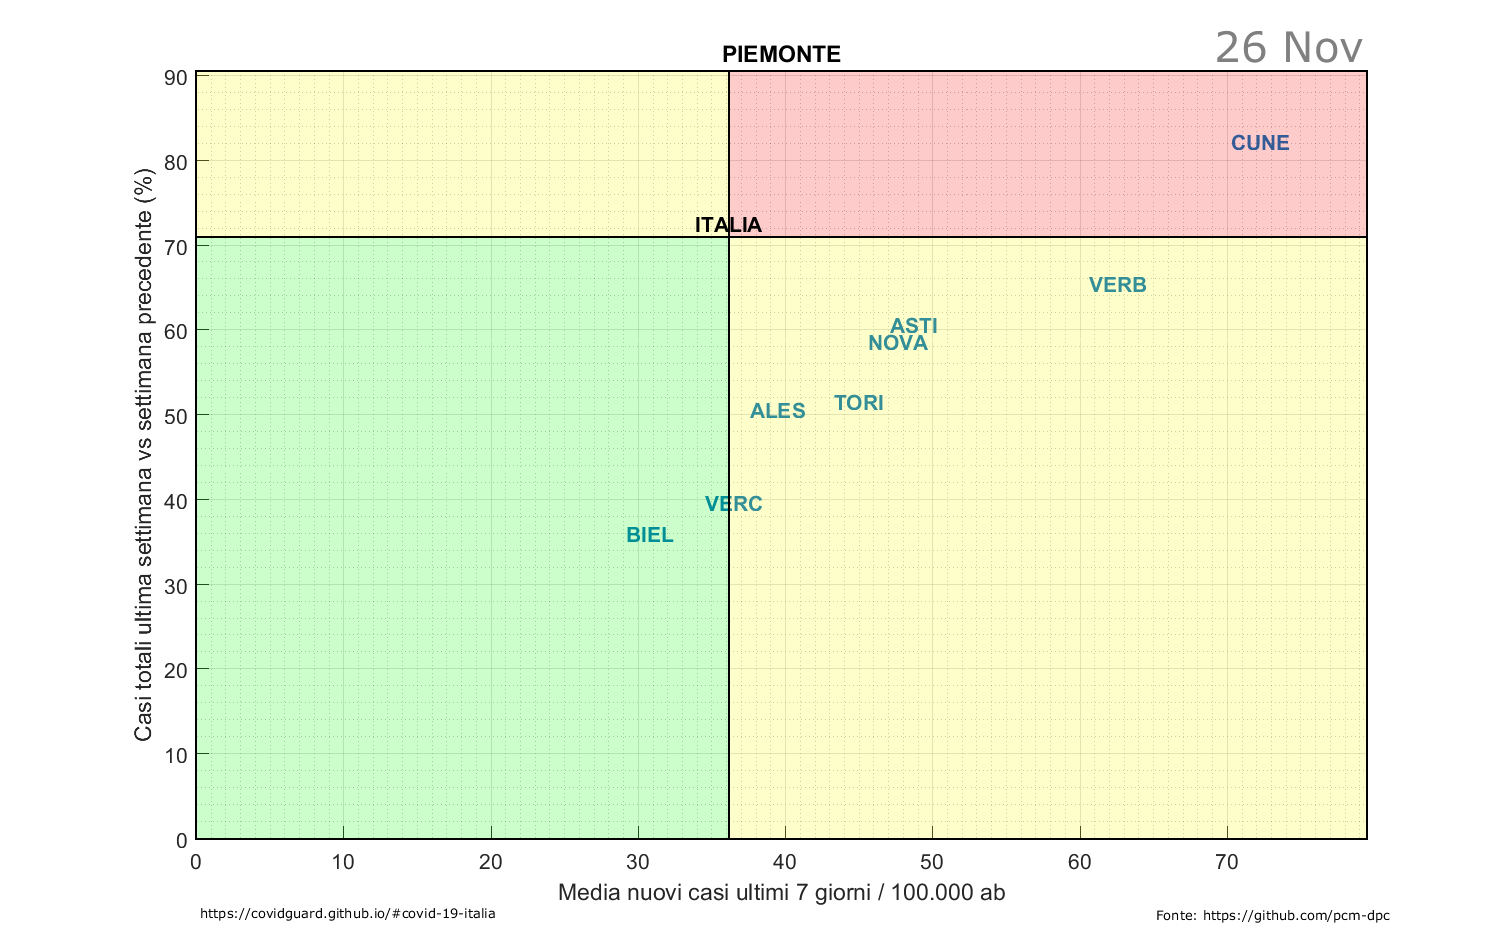 PIEMONTE
26 Nov
90
80
70
60
50
40
30
20
10
0
Casi totali ultima settimana vs settimana precedente (%)
CUNE
ITALIA
VERB
ASTI
NOVA
TORI
ALES
VERC
BIEL
0 10 20 30 40 50 60 70
Media nuovi casi ultimi 7 giorni / 100.000 ab
https://covidguard.github.io/#covid-19-italia
Fonte: https://github.com/pcm-dpc